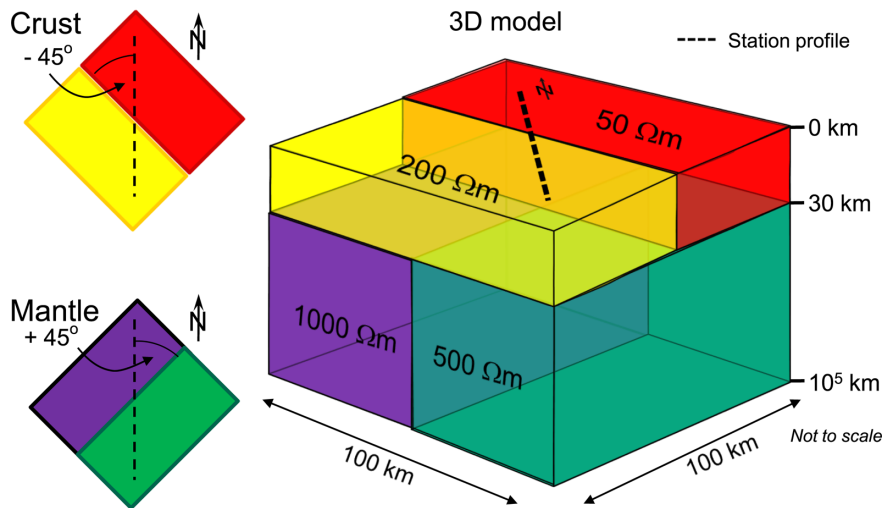 Crust
- 45°
N
3D model
Station profile
N
50 Ωm
200 Ωm
0 km
30 km
Mantle
+ 45°
N
1000 Ωm
500 Ωm
10⁵ km
Not to scale
100 km
100 km